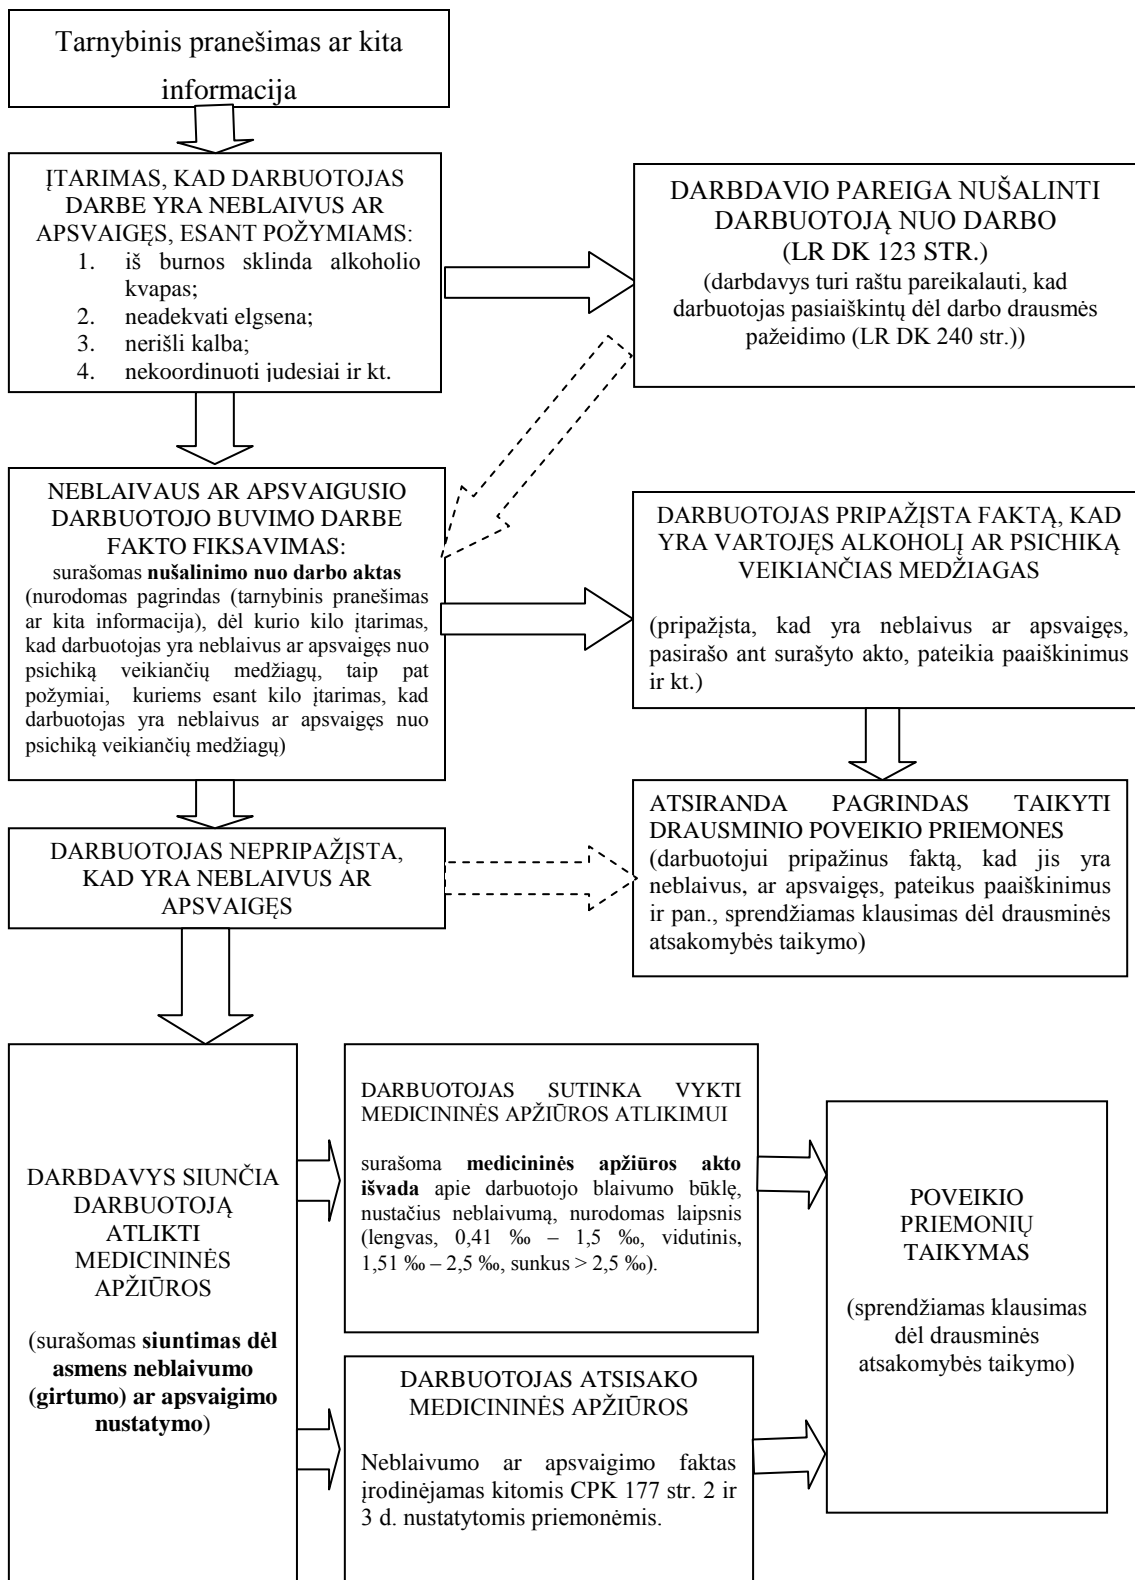 Tarnybinis pranešimas ar kita
informacija
ĮTARIMAS, KAD DARBUOTOJAS
DARBE YRA NEBLAIVUS AR
APSVAIGĘS, ESANT POŽYMIAMS:
1. iš burnos sklinda alkoholio
kvapas;
2. neadekvati elgsena;
3. nerišli kalba;
4. nekoordinuoti judesiai ir kt.
DARBDAVIO PAREIGA NUŠALINTI
DARBUOTOJĄ NUO DARBO
(LR DK 123 STR.)
(darbdavys turi raštu pareikalauti, kad
darbuotojas pasiaiškintų dėl darbo drausmės
pažeidimo (LR DK 240 str.))
NEBLAIVAUS AR APSVAIGUSIO
DARBUOTOJO BUVIMO DARBE
FAKTO FIKSAVIMAS:
surašomas nušalinimo nuo darbo aktas
(nurodomas pagrindas (tarnybinis pranešimas
ar kita informacija), dėl kurio kilo įtarimas,
kad darbuotojas yra neblaivus ar apsvaigęs nuo
psichiką veikiančių medžiagų, taip pat
požymiai, kuriems esant kilo įtarimas, kad
darbuotojas yra neblaivus ar apsvaigęs nuo
psichiką veikiančių medžiagų)
DARBUOTOJAS PRIPAŽĮSTA FAKTĄ, KAD
YRA VARTOJĘS ALKOHOLĮ AR PSICHIKĄ
VEIKIANČIAS MEDŽIAGAS
(pripažįsta, kad yra neblaivus ar apsvaigęs,
pasirašo ant surašyto akto, pateikia paaiškinimus
ir kt.)
DARBUOTOJAS NEPRIPAŽĮSTA,
KAD YRA NEBLAIVUS AR
APSVAIGĘS
ATSIRANDA PAGRINDAS TAIKYTI
DRAUSMINIO POVEIKIO PRIEMONES
(darbuotojui pripažinus faktą, kad jis yra
neblaivus, ar apsvaigęs, pateikus paaiškinimus
ir pan., sprendžiamas klausimas dėl drausminės
atsakomybės taikymo)
DARBDAVYS SIUNČIA
DARBUOTOJĄ
ATLIKTI
MEDICININĖS
APŽIŪROS
(surašomas siuntimas dėl
asmens neblaivumo
(girtumo) ar apsvaigimo
nustatymo)
DARBUOTOJAS SUTINKA VYKTI
MEDICININĖS APŽIŪROS ATLIKIMUI
surašoma medicininės apžiūros akto
išvada apie darbuotojo blaivumo būklę,
nustačius neblaivumą, nurodomas laipsnis
(lengvas, 0,41 ‰ – 1,5 ‰, vidutinis,
1,51 ‰ – 2,5 ‰, sunkus > 2,5 ‰).
DARBUOTOJAS ATSISAKO
MEDICININĖS APŽIŪROS
Neblaivumo ar apsvaigimo faktas
įrodinėjamas kitomis CPK 177 str. 2 ir
3 d. nustatytomis priemonėmis.
POVEIKIO
PRIEMONIŲ
TAIKYMAS
(sprendžiamas klausimas
dėl drausminės
atsakomybės taikymo)